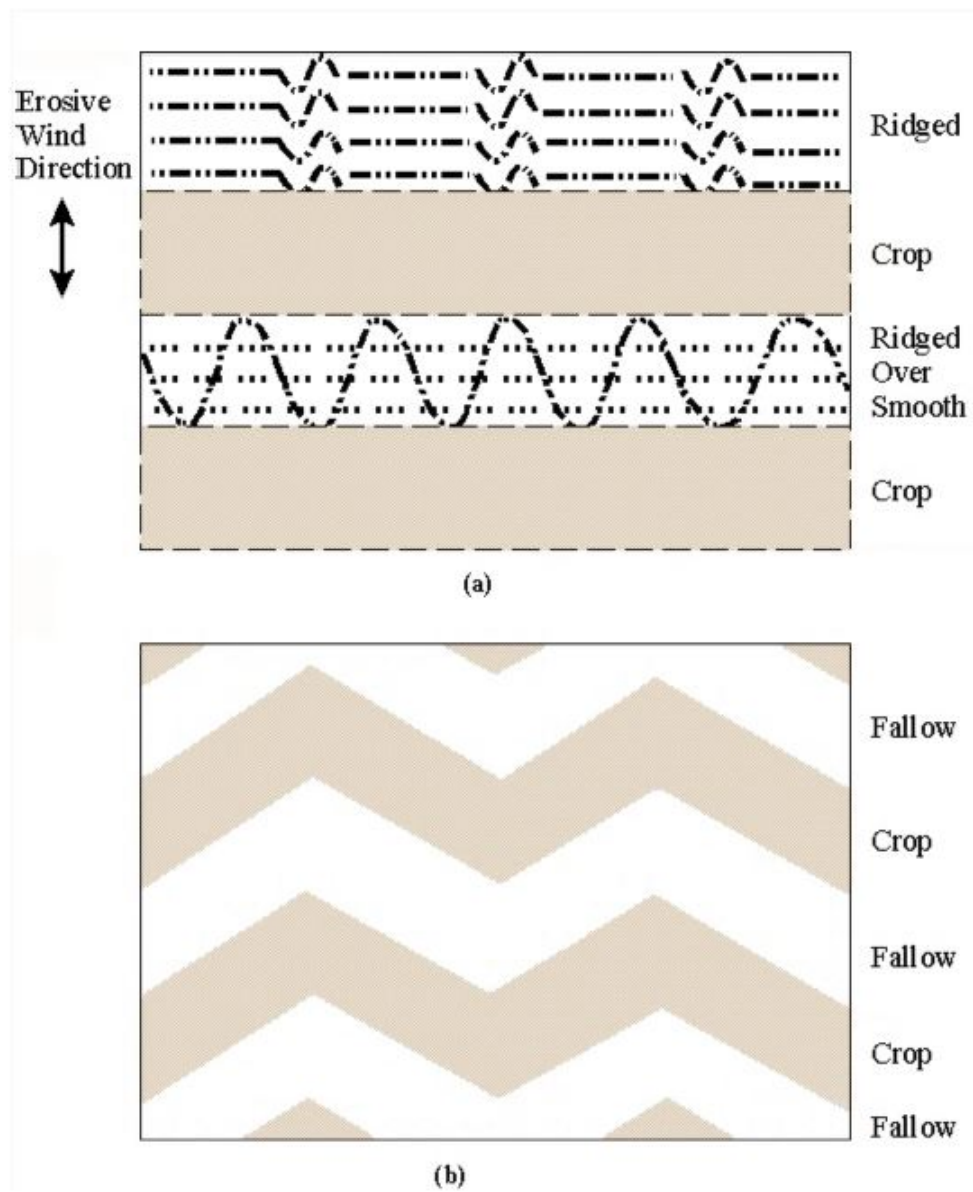 Erosive
Wind
Direction
Ridged
Crop
Ridged
Over
Smooth
Crop
(a)
Fallow
Crop
Fallow
Crop
Fallow
(b)